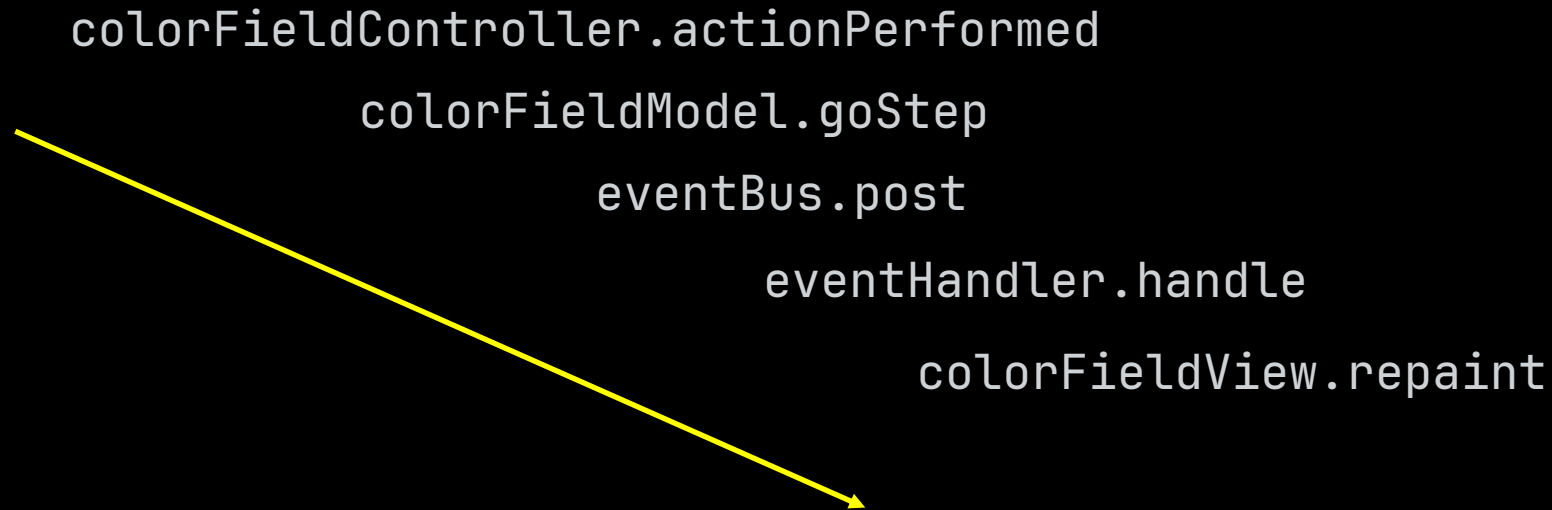 colorFieldController.actionPerformed
colorFieldModel.goStep
eventBus.post
eventHandler.handle
colorFieldView.repaint